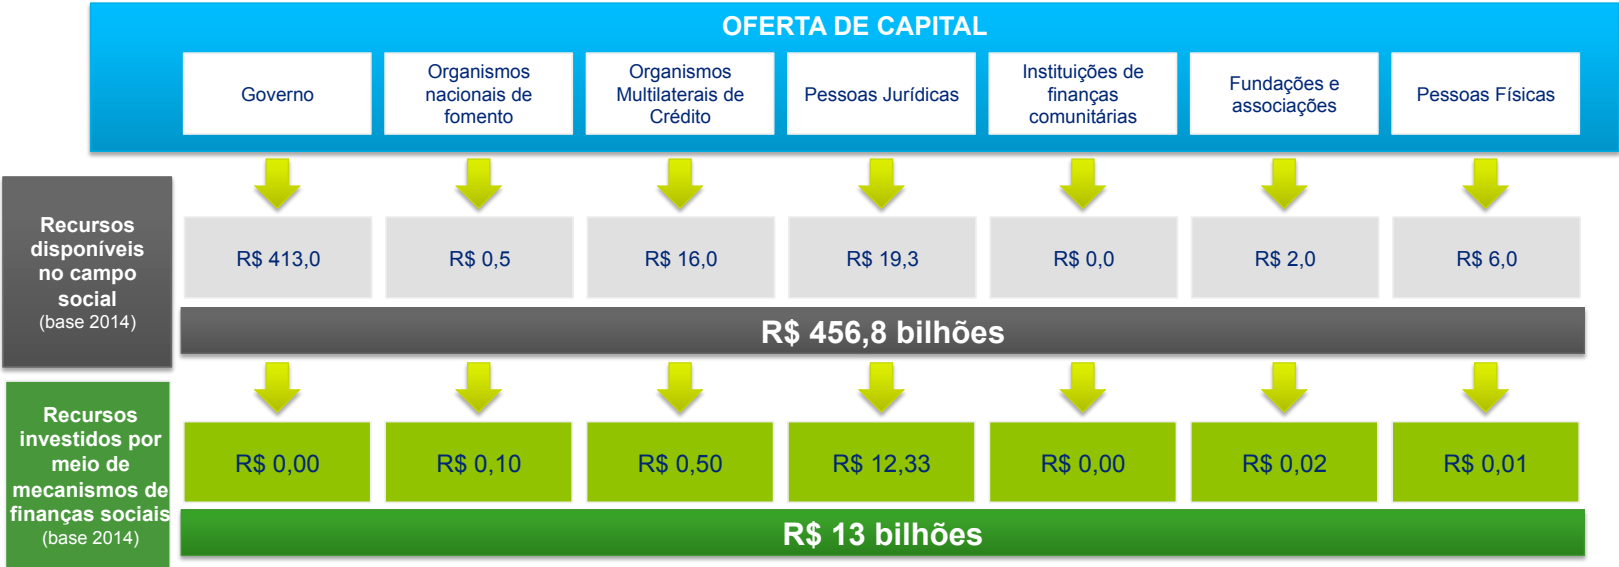 OFERTA DE CAPITAL
Governo
Organismos
nacionais de
fomento
Organismos
Multilaterais de
Crédito
Pessoas Jurídicas
Instituições de
finanças
comunitárias
Fundações e
associações
Pessoas Físicas
Recursos
disponíveis
no campo
social
(base 2014)
R$ 413,0
R$ 0,5
R$ 16,0
R$ 19,3
R$ 0,0
R$ 2,0
R$ 6,0
R$ 456,8 bilhões
Recursos
investidos por
meio de
mecanismos de
finanças sociais
(base 2014)
R$ 0,00
R$ 0,10
R$ 0,50
R$ 12,33
R$ 0,00
R$ 0,02
R$ 0,01
R$ 13 bilhões